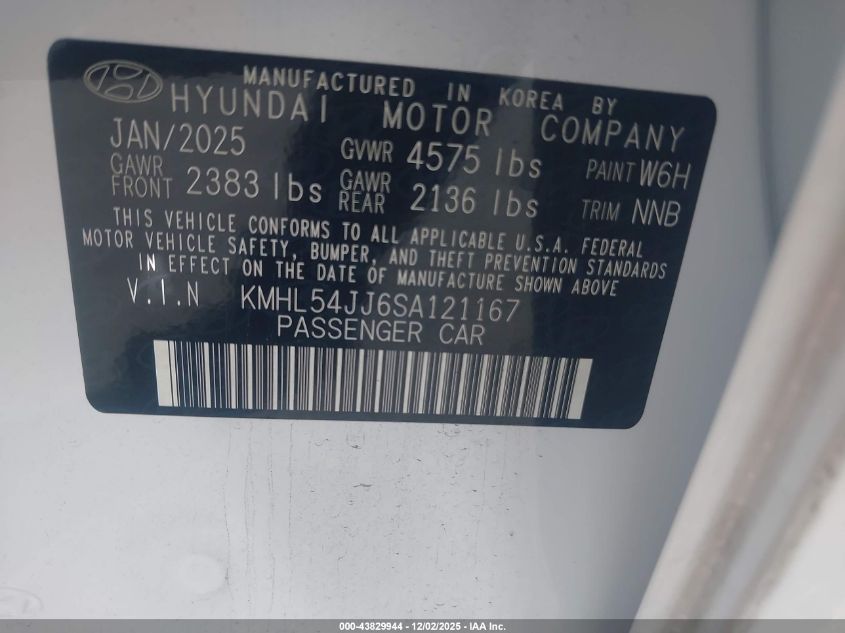 MANUFACTURED IN KOREA BY
HYUNDAI MOTOR COMPANY
JAN/2025 GVWR 4575 lbs PAINT W6H
GAWR FRONT 2383 lbs GAWR REAR 2136 lbs TRIM NNB
THIS VEHICLE CONFORMS TO ALL APPLICABLE U.S.A. FEDERAL
MOTOR VEHICLE SAFETY, BUMPER, AND THEFT PREVENTION STANDARDS
IN EFFECT ON THE DATE OF MANUFACTURE SHOWN ABOVE
V.I.N KMHL54JJ6SA121167
PASSENGER CAR
000-43829944 - 12/02/2025 - IAA Inc.